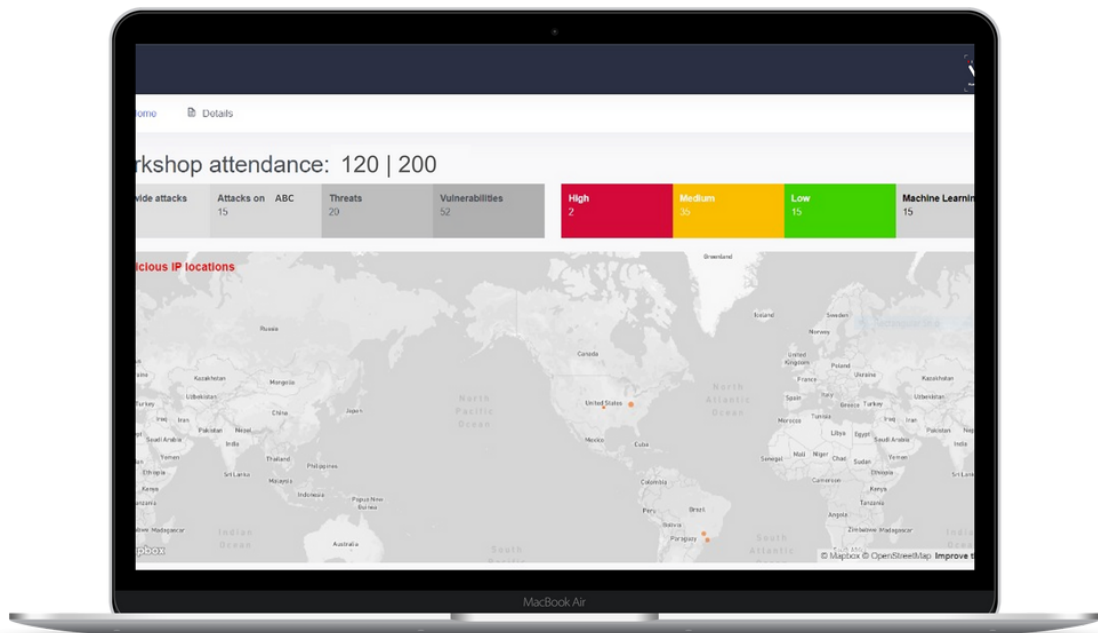 ome Details
rkshop attendance: 120 | 200
wide attacks Attacks on ABC Threats Vulnerabilities High Medium Low Machine Learnin
15 20 52 2 35 15 15
icious IP locations
Greenland
Iceland Sweden
Russia Norway
Canada United
Kingdom Poland
Ukraine
Kazakhstan Mongolia France Kazakhstan
Uzbekistan North North Spain Italy Uzbekistan
Turkey China Japan Pacific United States Atlantic Greece Turkey
Ocean Ocean
Iraq Iran Morocco Tunisia Iraq Iran
Pakistan Nepal Pakistan
Saudi Arabia India Mexico Cuba Libya Egypt Saudi Arabia India
Yemen Thailand Senegal Mali Niger Chad Sudan Yemen
Philippines
Ethiopia Sri Lanka Malaysia Colombia Cameroon Ethiopia Sri Lank
Kenya Kenya
Indonesia Papua New
Guinea Peru Brazil Tanzania
Angola
Bolivia
Madagascar Indian Zimbabwe Madagascar
Ocean Australia Paraguay South
Atlantic
pbox South © Mapbox © OpenStreetMap Improve t
MacBook Air